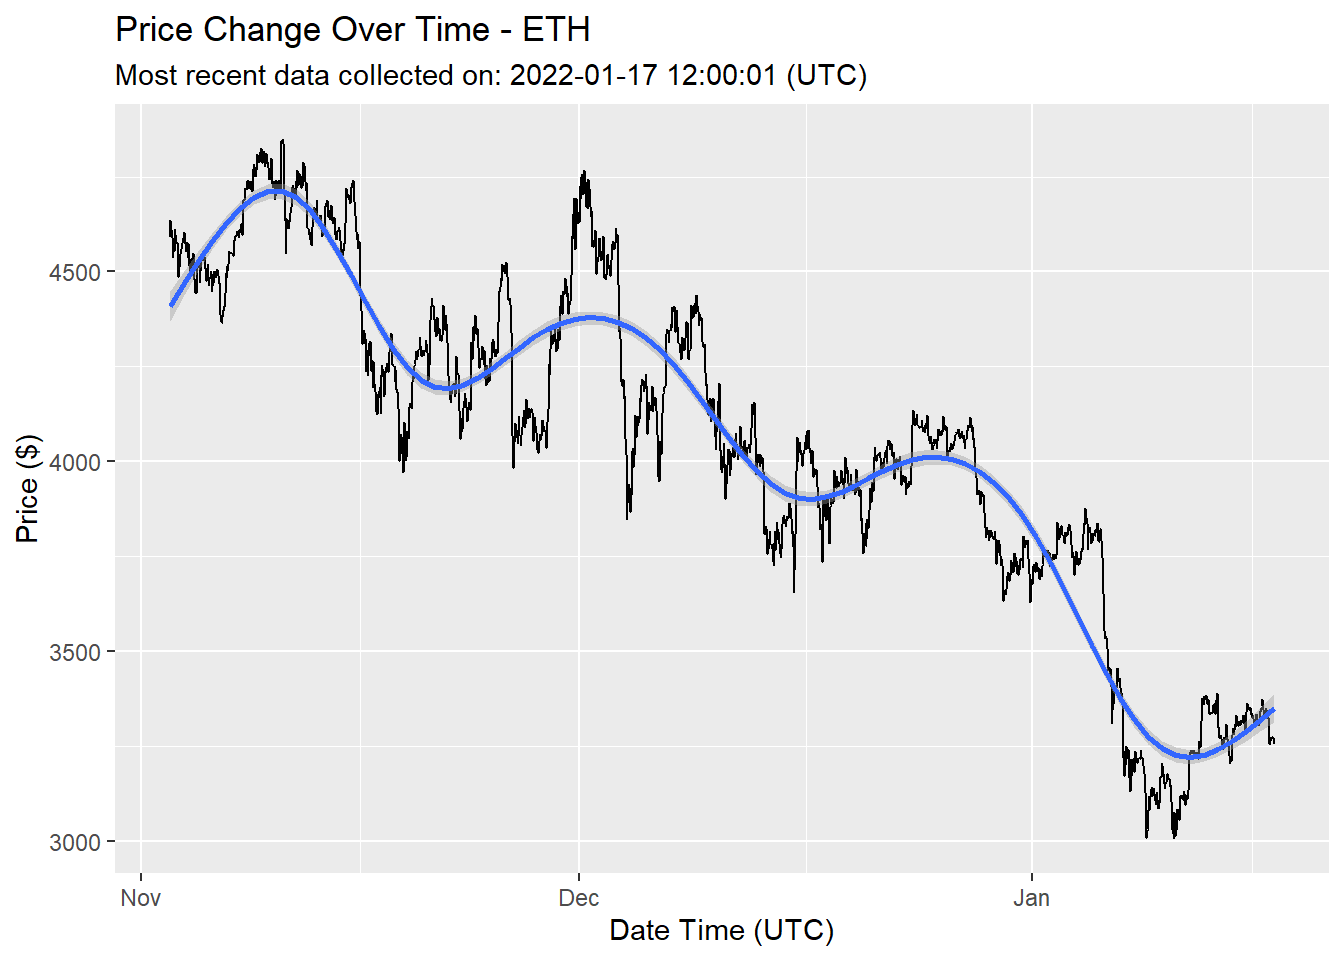 Price Change Over Time - ETH
Most recent data collected on: 2022-01-17 12:00:01 (UTC)
Price ($)
4500
4000
3500
3000
Nov
Dec
Jan
Date Time (UTC)